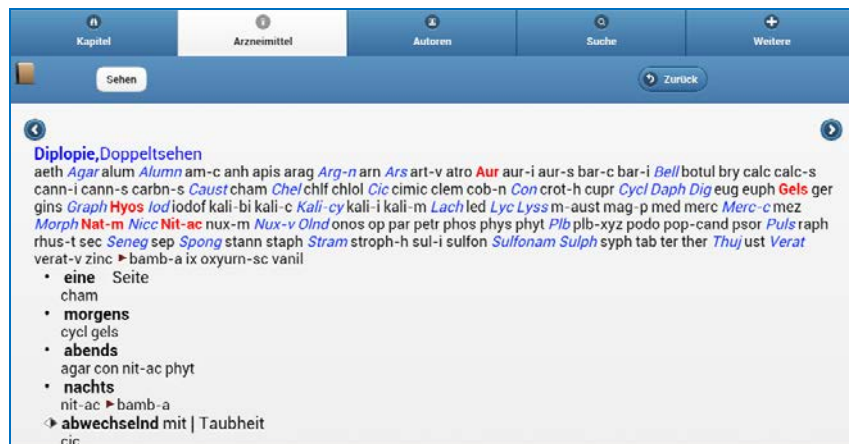 Kapitel Arzneimittel Autoren Suche Weitere
Sehen Zurück
Diplopie,Doppeltsehen
aeth Agar alum Alumn am-c anh apis arag Arg-n arn Ars art-v atro Aur aur-i aur-s bar-c bar-i Bell botul bry calc calc-s
cann-i cann-s carbn-s Caust cham Chel chlf chlol Cic cimic clem cob-n Con crot-h cupr Cycl Daph Dig eug euph Gels ger
gins Graph Hyos Iod iodof kali-bi kali-c Kali-cy kali-i kali-m Lach led Lyc Lyss m-aust mag-p med merc Merc-c mez
Morph Nat-m Nicc Nit-ac nux-m Nux-v Olnd onos op par petr phos phys phyt Plb plb-xyz podo pop-cand psor Puls raph
rhus-t sec Seneg sep Spong stann staph Stram stroph-h sul-i sulfon Sulfonam Sulph syph tab ter ther Thuj ust Verat
verat-v zinc ►bamb-a ix oxyurn-sc vanil
• eine Seite
cham
• morgens
cycl gels
• abends
agar con nit-ac phyt
• nachts
nit-ac ►bamb-a
abwechselnd mit | Taubheit
cic